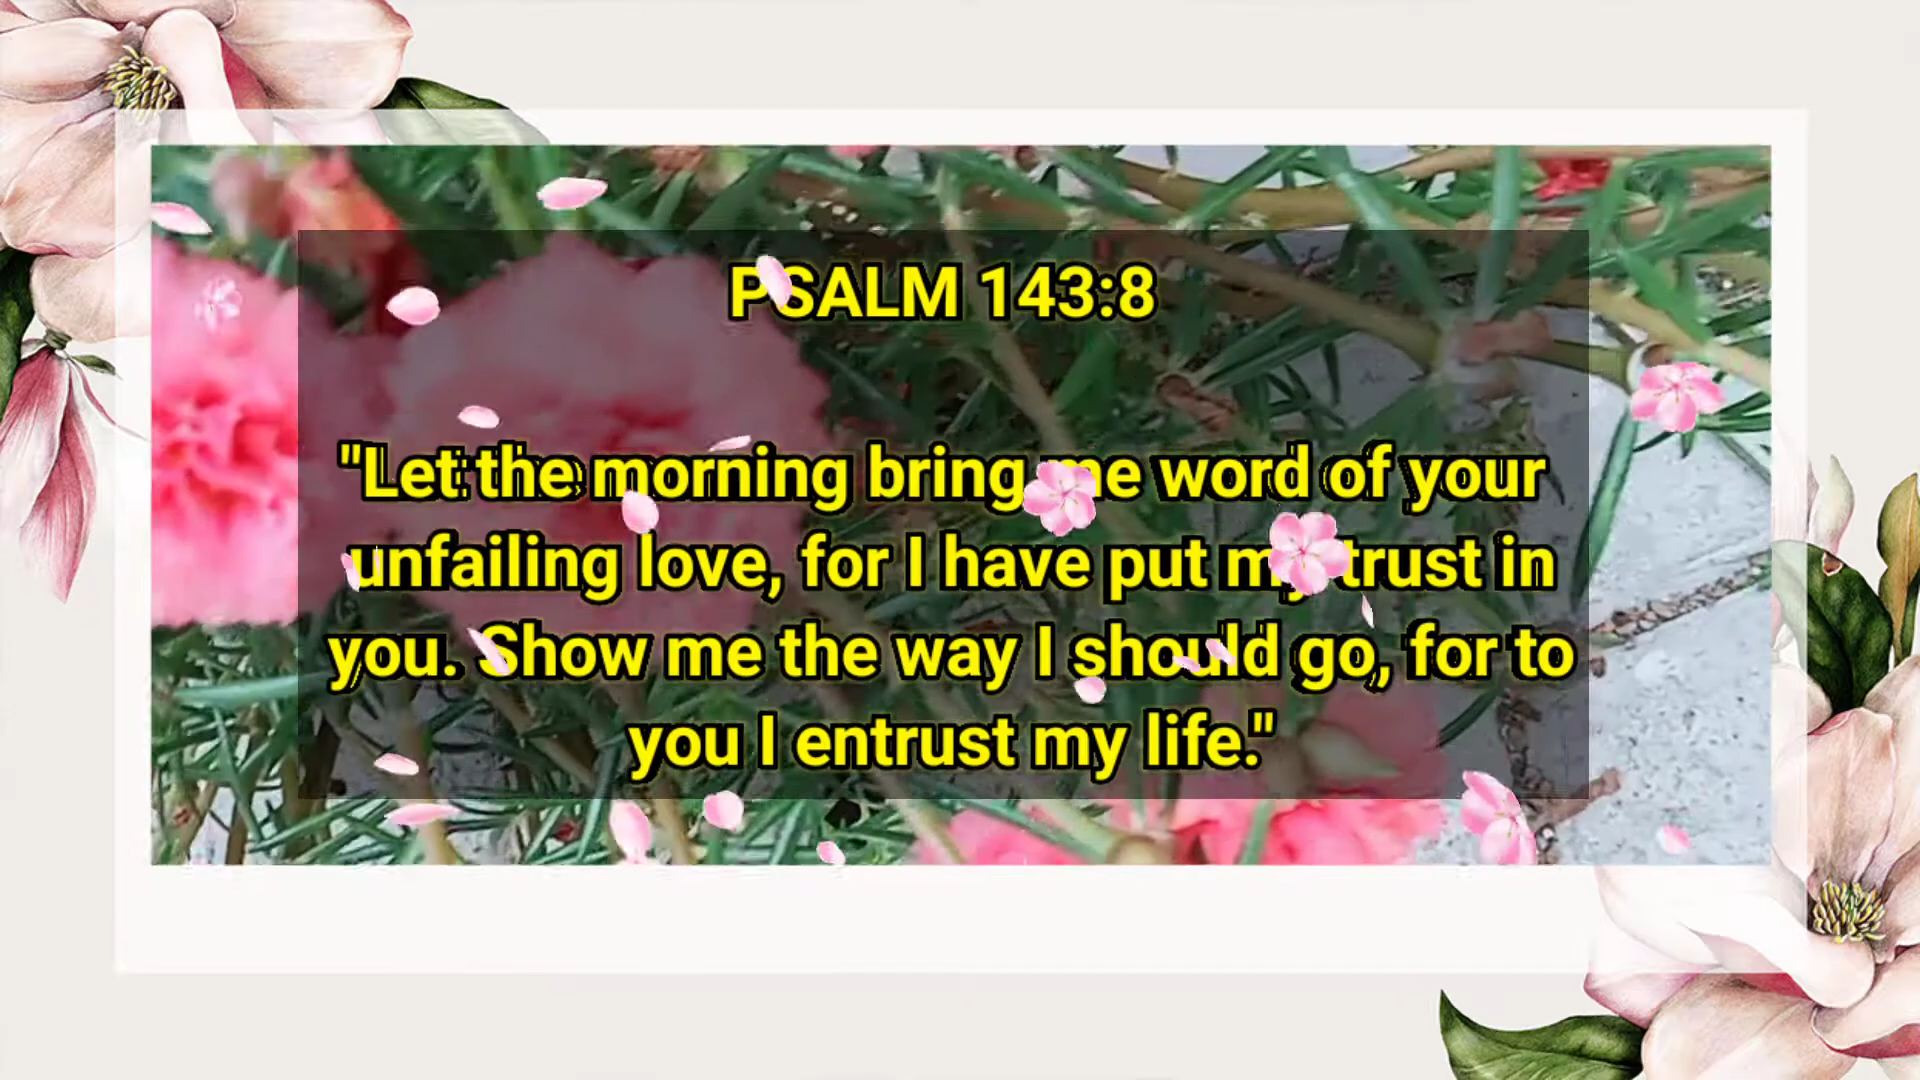 PSALM 143:8
"Let the morning bring me word of your
unfailing love, for I have put my trust in
you. Show me the way I should go, for to
you I entrust my life."